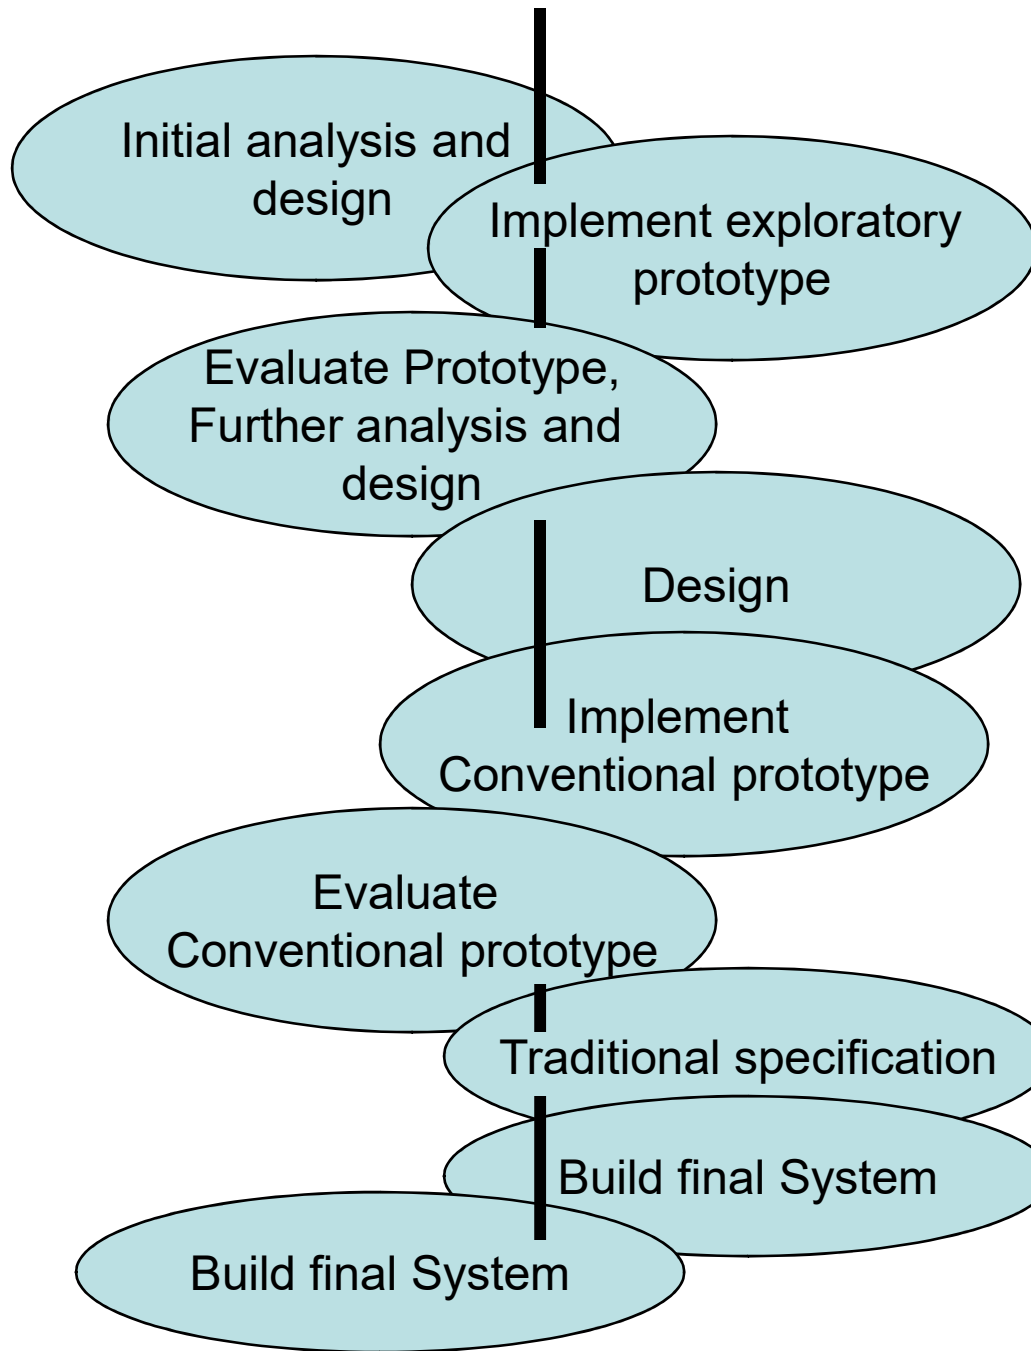 Initial analysis and
design
Implement exploratory
prototype
Evaluate Prototype,
Further analysis and
design
Design
Implement
Conventional prototype
Evaluate
Conventional prototype
Traditional specification
Build final System
Build final System